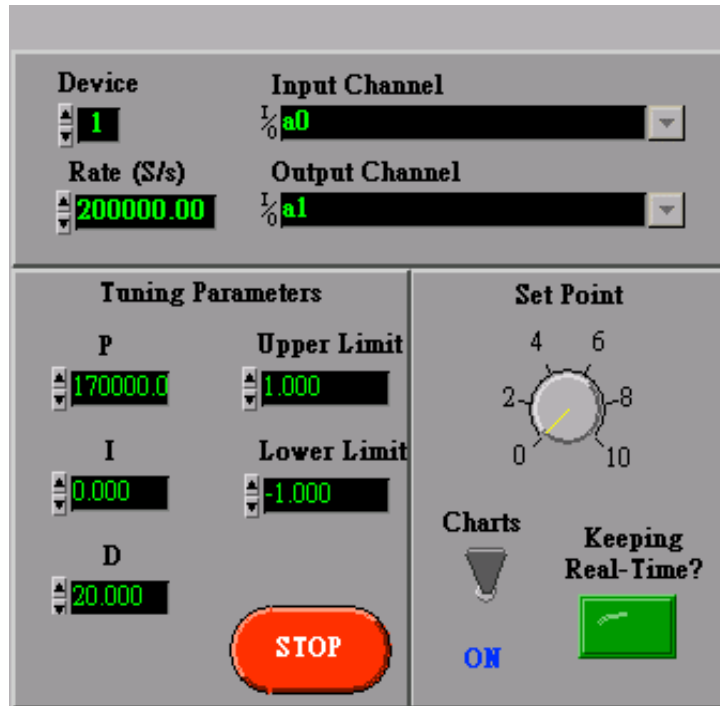 Device
Input Channel
1
I/O a0
Rate (S/s)
Output Channel
200000.00
I/O a1
Tuning Parameters
P
Upper Limit
170000.0
1.000
I
Lower Limit
0.000
-1.000
D
20.000
STOP
Set Point
4 6
2 8
0 10
Charts
Keeping
Real-Time?
ON